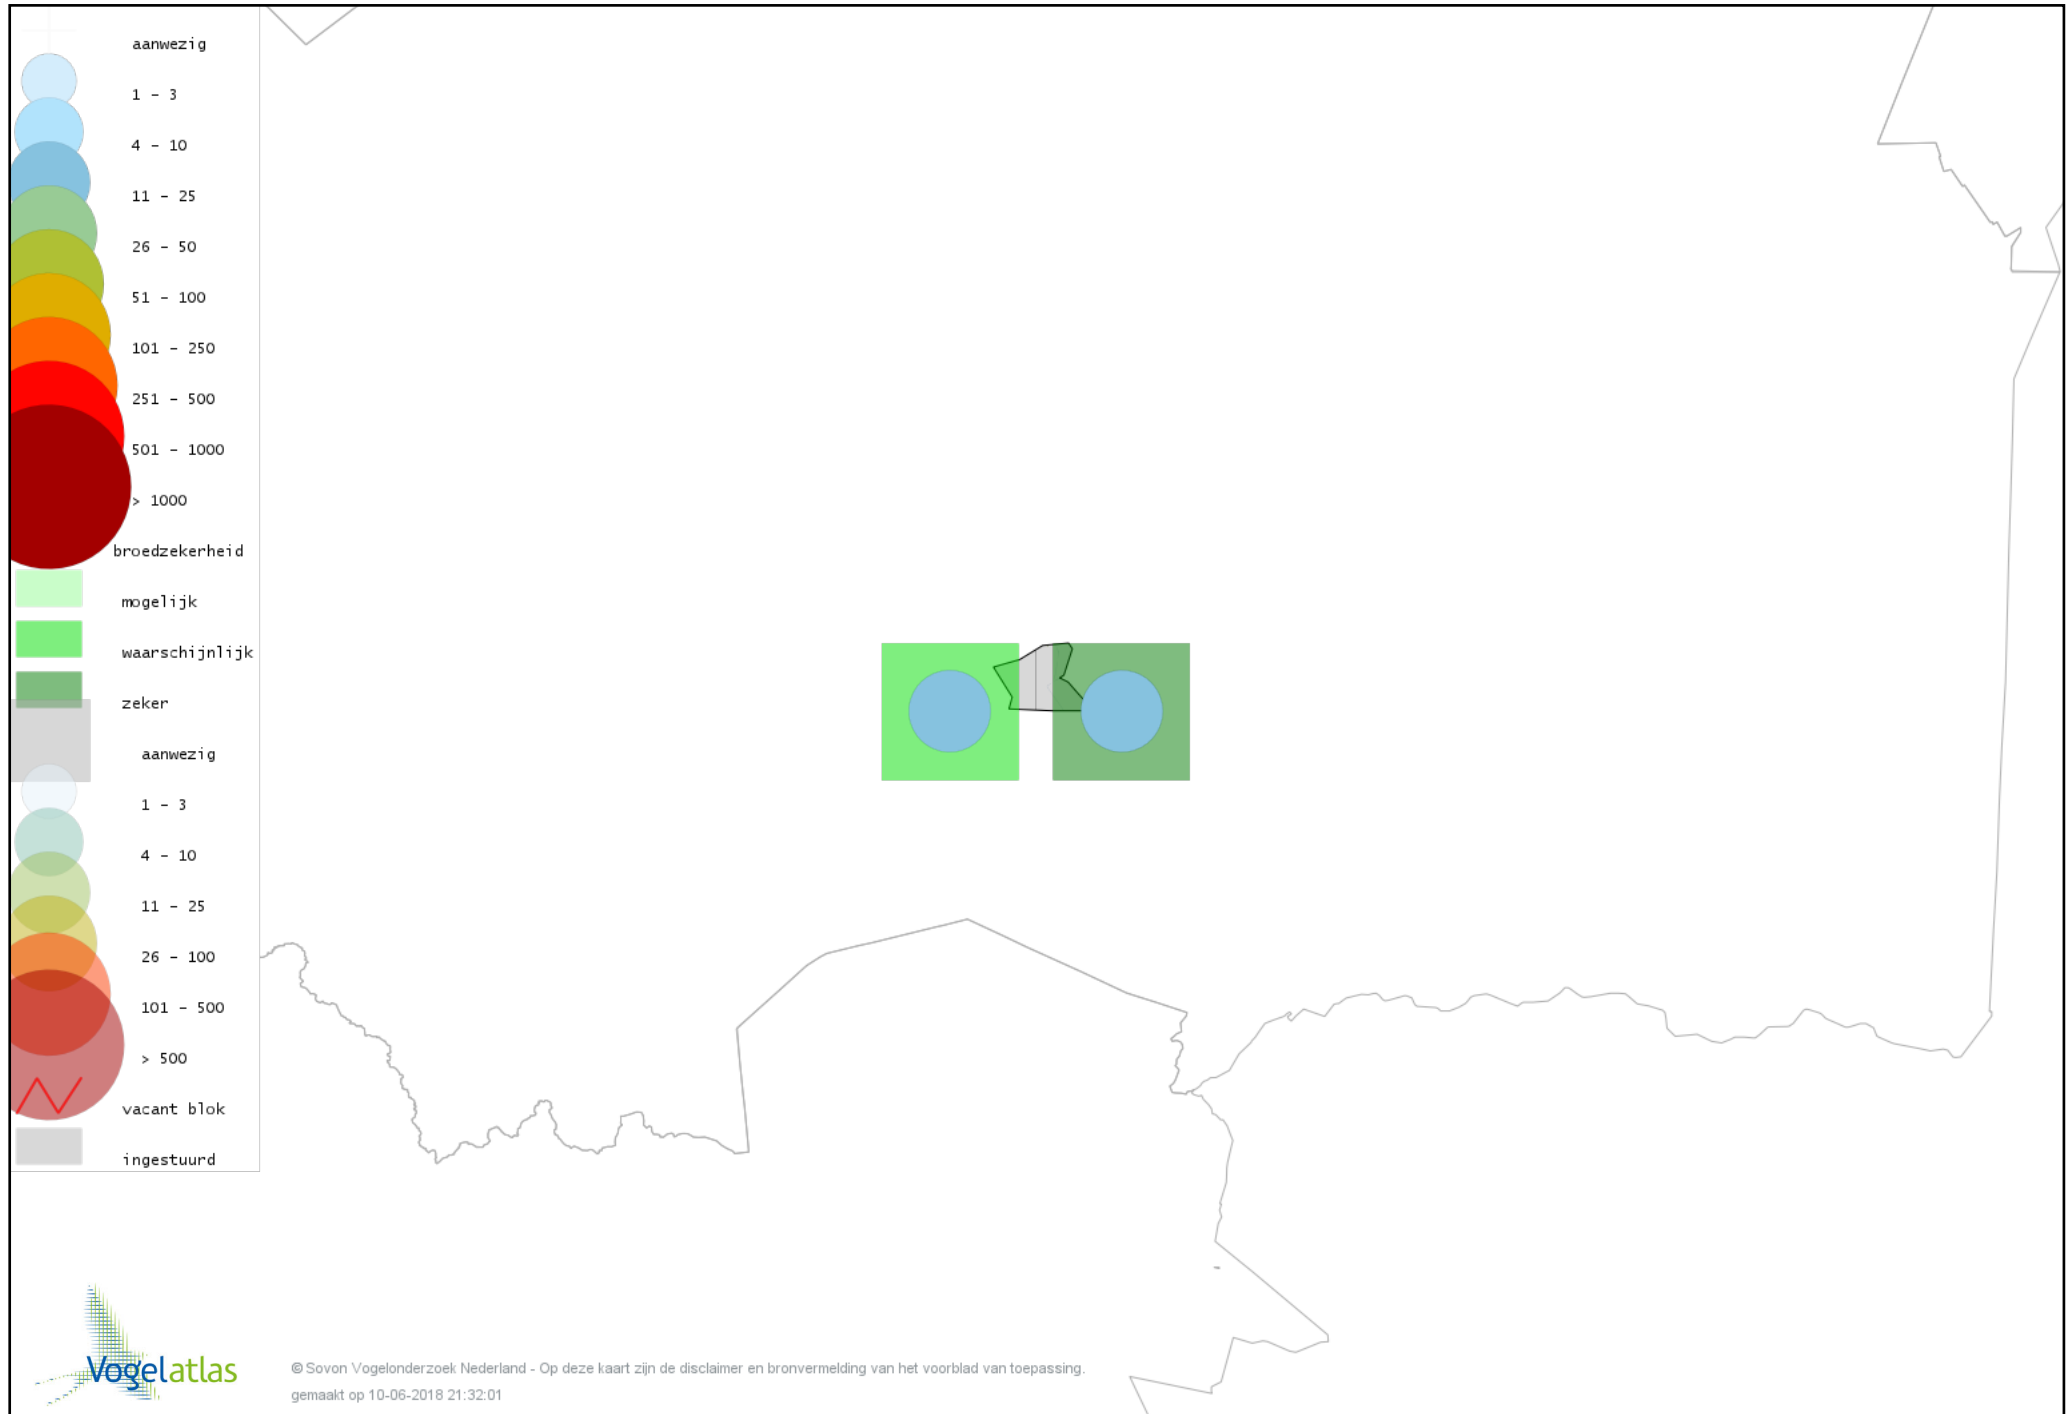 aanwezig
1 - 3
4 - 10
11 - 25
26 - 50
51 - 100
101 - 250
251 - 500
501 - 1000
> 1000
broedzekerheid
mogelijk
waarschijnlijk
zeker
aanwezig
1 - 3
4 - 10
11 - 25
26 - 100
101 - 500
> 500
vacant blok
ingestuurd
Vogelatlas
© Sovon Vogelonderzoek Nederland - Op deze kaart zijn de disclaimer en bronvermelding van het voorblad van toepassing.
gemaakt op 10-06-2018 21:32:01